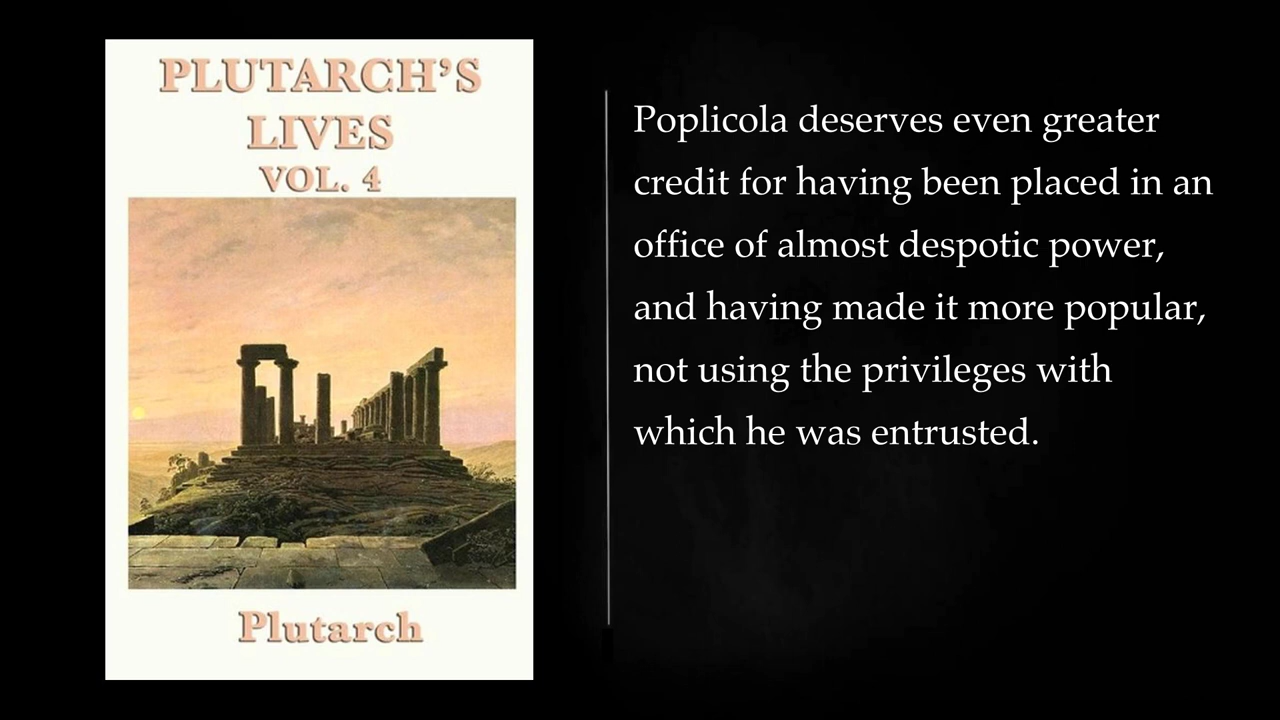 PLUTARCH'S
LIVES
VOL. 4
Plutarch
Poplicola deserves even greater
credit for having been placed in an
office of almost despotic power,
and having made it more popular,
not using the privileges with
which he was entrusted.